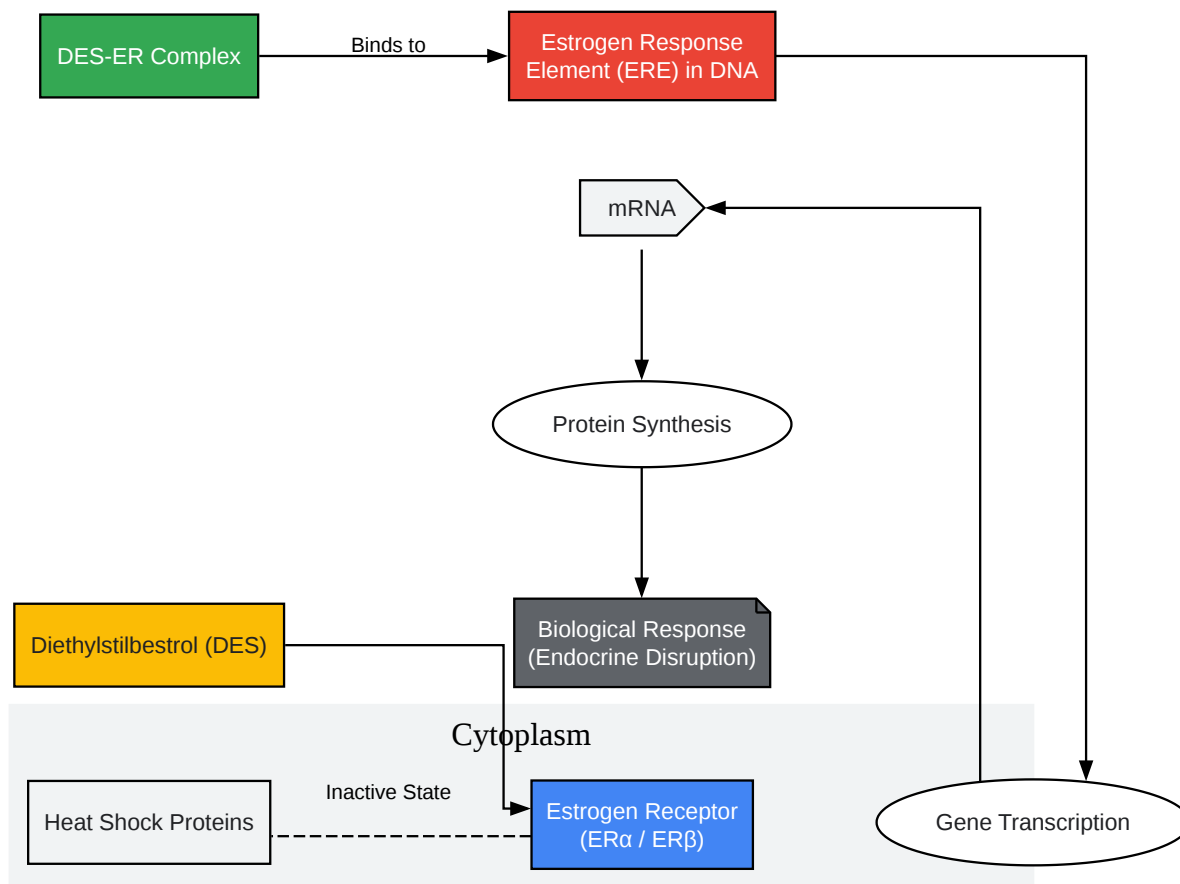 DES-ER Complex
Binds to
Estrogen Response
Element (ERE) in DNA
mRNA
Protein Synthesis
Diethylstilbestrol (DES)
Biological Response
(Endocrine Disruption)
Cytoplasm
Heat Shock Proteins
Inactive State
Estrogen Receptor
(ERα / ERβ)
Gene Transcription